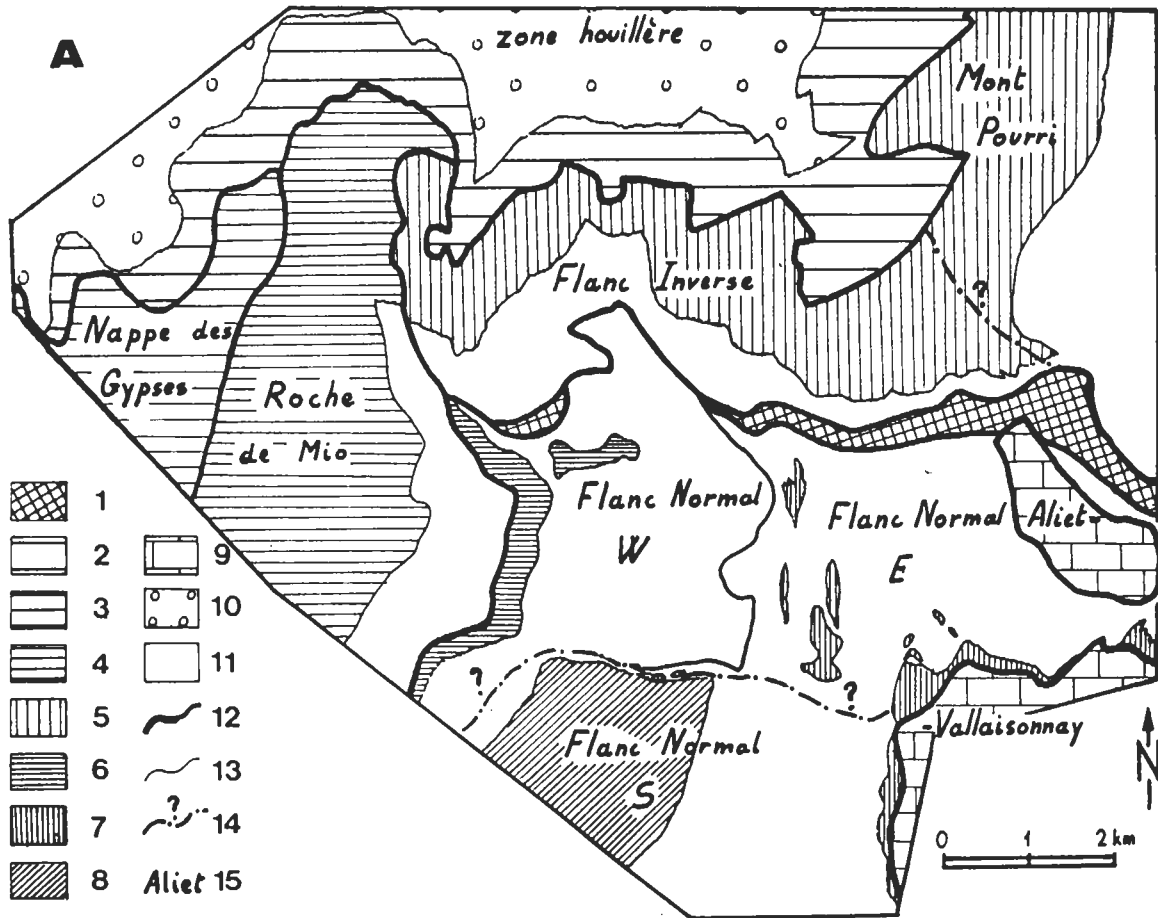 A
zone houillère
Mont
Pourri
Flanc Inverse
?
Nappe des
Gypses
Roche
de Mio
Flanc Normal
W
Flanc Normal
E
Aliet
?
?
Flanc Normal
S
Vallaisonnay
N
0 1 2 km
1
2
3
4
5
6
7
8
9
10
11
12
13
? 14
Aliet 15